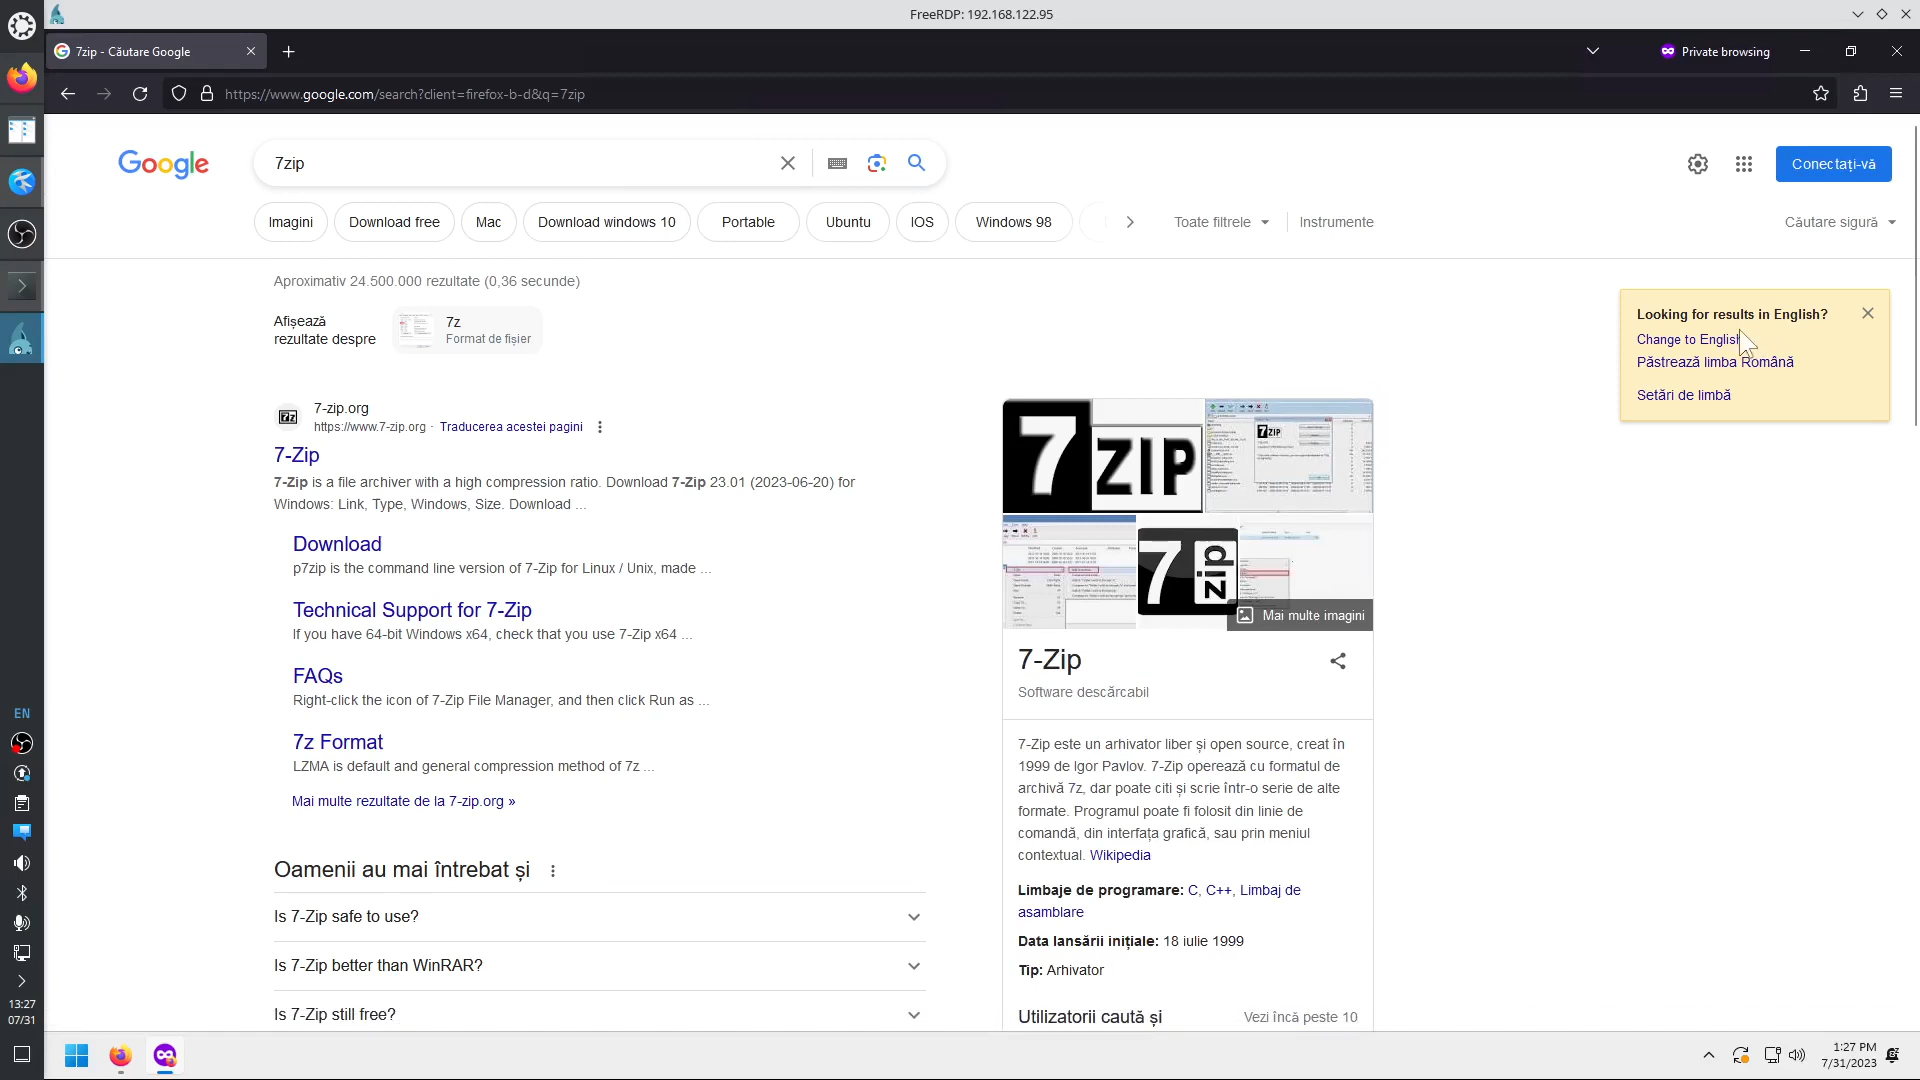 FreeRDP: 192.168.122.95
7zip - Căutare Google
Private browsing
https://www.google.com/search?client=firefox-b-d&q=7zip
Google
7zip
Conectați-vă
Imagini
Download free
Mac
Download windows 10
Portable
Ubuntu
IOS
Windows 98
Toate filtrele
Instrumente
Căutare sigură
Aproximativ 24.500.000 rezultate (0,36 secunde)
Afișează
rezultate despre
7z
Format de fișier
Looking for results in English?
Change to English
Păstrează limba Română
Setări de limbă
7z
7-zip.org
https://www.7-zip.org · Traducerea acestei pagini
7-Zip
7-Zip is a file archiver with a high compression ratio. Download 7-Zip 23.01 (2023-06-20) for
Windows: Link, Type, Windows, Size. Download ...
Download
p7zip is the command line version of 7-Zip for Linux / Unix, made ...
Technical Support for 7-Zip
If you have 64-bit Windows x64, check that you use 7-Zip x64 ...
FAQs
Right-click the icon of 7-Zip File Manager, and then click Run as ...
7z Format
LZMA is default and general compression method of 7z ...
Mai multe rezultate de la 7-zip.org »
Oamenii au mai întrebat și
Is 7-Zip safe to use?
Is 7-Zip better than WinRAR?
Is 7-Zip still free?
7 ZIP
7ZIP
7 zip
Mai multe imagini
7-Zip
Software descărcabil
7-Zip este un arhivator liber și open source, creat în
1999 de Igor Pavlov. 7-Zip operează cu formatul de
archivă 7z, dar poate citi și scrie într-o serie de alte
formate. Programul poate fi folosit din linie de
comandă, din interfața grafică, sau prin meniul
contextual. Wikipedia
Limbaje de programare: C, C++, Limbaj de
asamblare
Data lansării inițiale: 18 iulie 1999
Tip: Arhivator
Utilizatorii caută și
Vezi încă peste 10
EN
13:27
07/31
1:27 PM
7/31/2023